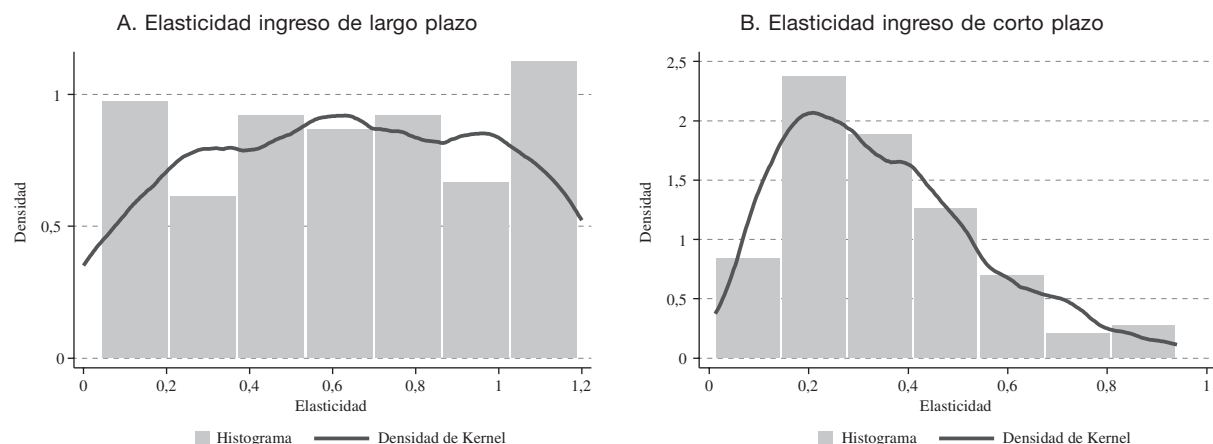 A. Elasticidad ingreso de largo plazo
Densidad
1
0,5
0
0 0,2 0,4 0,6 0,8 1 1,2
Elasticidad
Histograma Densidad de Kernel
B. Elasticidad ingreso de corto plazo
Densidad
2,5
2
1,5
1
0,5
0
0 0,2 0,4 0,6 0,8 1
Elasticidad
Histograma Densidad de Kernel